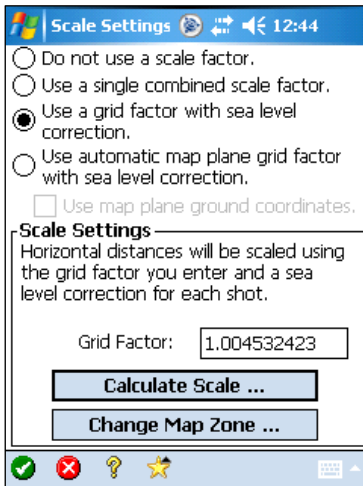 Scale Settings 12:44
Do not use a scale factor.
Use a single combined scale factor.
Use a grid factor with sea level
correction.
Use automatic map plane grid factor
with sea level correction.
Use map plane ground coordinates.
Scale Settings
Horizontal distances will be scaled using
the grid factor you enter and a sea
level correction for each shot.
Grid Factor: 1.004532423
Calculate Scale ...
Change Map Zone ...